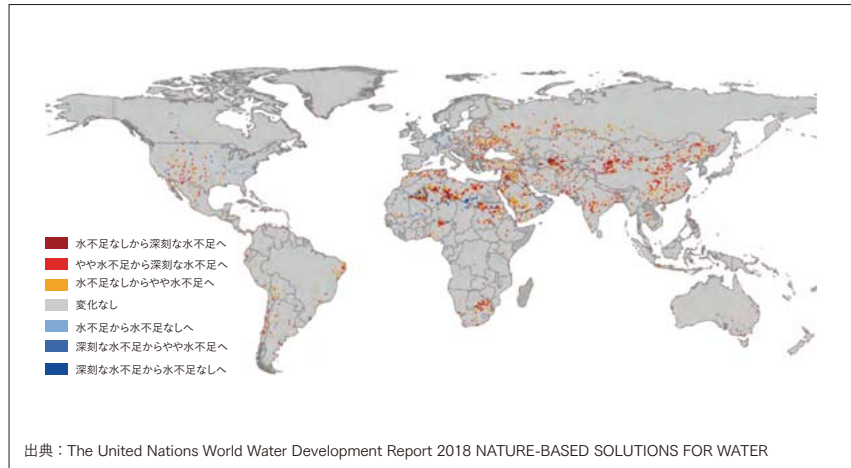 水不足なしから深刻な水不足へ
やや水不足から深刻な水不足へ
水不足なしからやや水不足へ
変化なし
水不足から水不足なしへ
深刻な水不足からやや水不足へ
深刻な水不足から水不足なしへ
出典：The United Nations World Water Development Report 2018 NATURE-BASED SOLUTIONS FOR WATER